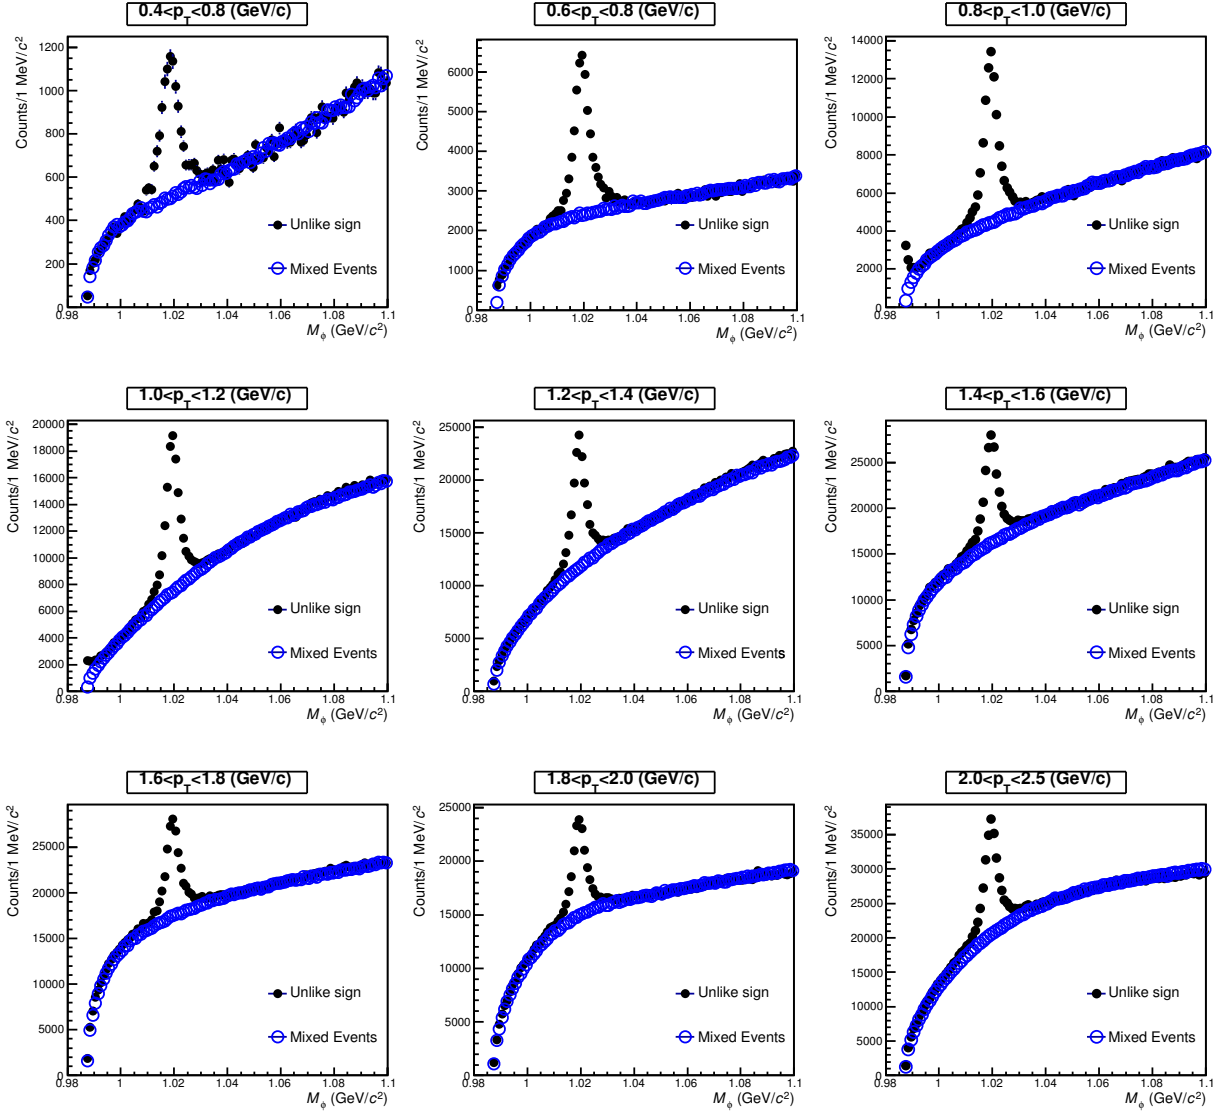 0.4<p_T<0.8 (GeV/c)
Counts/1 MeV/c²
1200
1000
800
600
400
200
0
Unlike sign
Mixed Events
0.98 1 1.02 1.04 1.06 1.08 1.1
M_ϕ (GeV/c²)
0.6<p_T<0.8 (GeV/c)
Counts/1 MeV/c²
6000
5000
4000
3000
2000
1000
0
Unlike sign
Mixed Events
0.98 1 1.02 1.04 1.06 1.08 1.1
M_ϕ (GeV/c²)
0.8<p_T<1.0 (GeV/c)
Counts/1 MeV/c²
14000
12000
10000
8000
6000
4000
2000
0
Unlike sign
Mixed Events
0.98 1 1.02 1.04 1.06 1.08 1.1
M_ϕ (GeV/c²)
1.0<p_T<1.2 (GeV/c)
Counts/1 MeV/c²
20000
18000
16000
14000
12000
10000
8000
6000
4000
2000
0
Unlike sign
Mixed Events
0.98 1 1.02 1.04 1.06 1.08 1.1
M_ϕ (GeV/c²)
1.2<p_T<1.4 (GeV/c)
Counts/1 MeV/c²
25000
20000
15000
10000
5000
0
Unlike sign
Mixed Events
0.98 1 1.02 1.04 1.06 1.08 1.1
M_ϕ (GeV/c²)
1.4<p_T<1.6 (GeV/c)
Counts/1 MeV/c²
25000
20000
15000
10000
5000
0
Unlike sign
Mixed Events
0.98 1 1.02 1.04 1.06 1.08 1.1
M_ϕ (GeV/c²)
1.6<p_T<1.8 (GeV/c)
Counts/1 MeV/c²
25000
20000
15000
10000
5000
0
Unlike sign
Mixed Events
0.98 1 1.02 1.04 1.06 1.08 1.1
M_ϕ (GeV/c²)
1.8<p_T<2.0 (GeV/c)
Counts/1 MeV/c²
25000
20000
15000
10000
5000
0
Unlike sign
Mixed Events
0.98 1 1.02 1.04 1.06 1.08 1.1
M_ϕ (GeV/c²)
2.0<p_T<2.5 (GeV/c)
Counts/1 MeV/c²
35000
30000
25000
20000
15000
10000
5000
0
Unlike sign
Mixed Events
0.98 1 1.02 1.04 1.06 1.08 1.1
M_ϕ (GeV/c²)